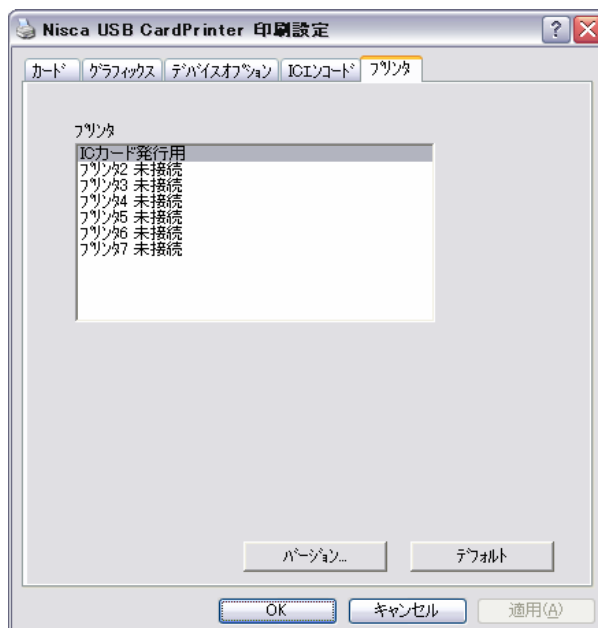 Nisca USB CardPrinter 印刷設定
カード グラフィックス デバイスオプション ICエンコード プリンタ
プリンタ
ICカード発行用
プリンタ2 未接続
プリンタ3 未接続
プリンタ4 未接続
プリンタ5 未接続
プリンタ6 未接続
プリンタ7 未接続
バージョン... デフォルト
OK キャンセル 適用(A)